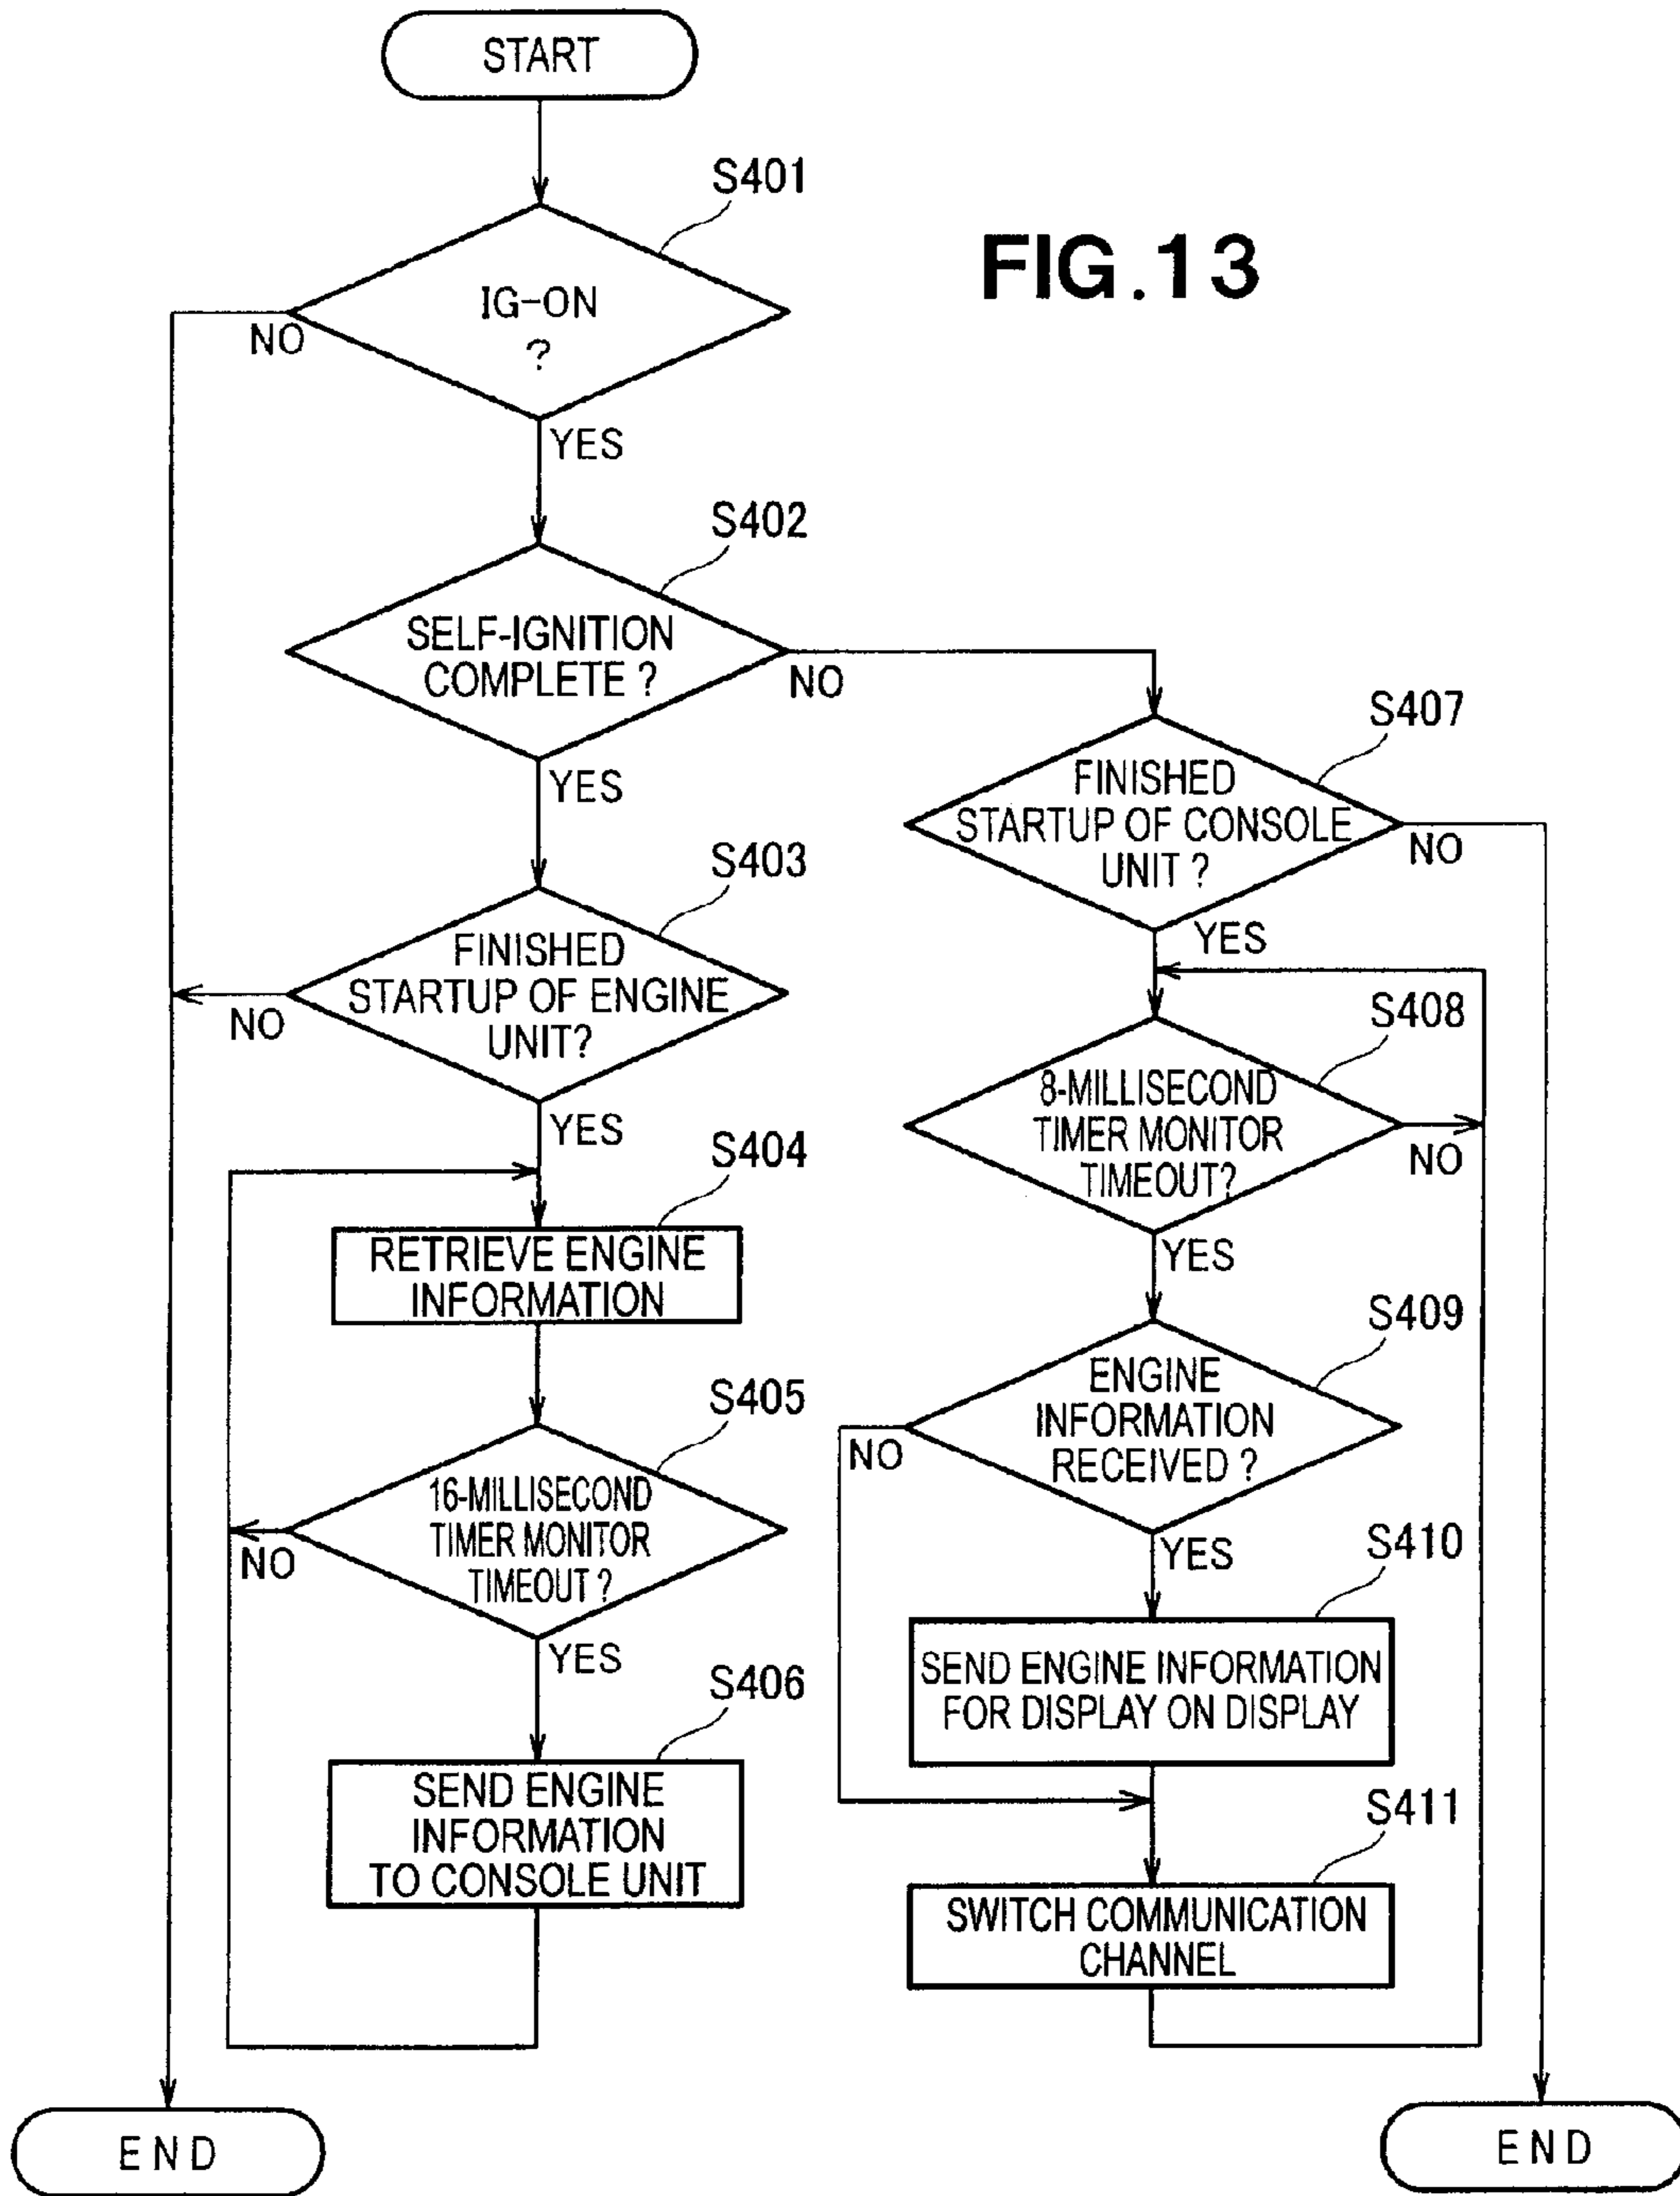 START
S401
FIG.13
IG-ON
?
NO
YES
S402
SELF-IGNITION
COMPLETE ?
NO
YES
S403
FINISHED
STARTUP OF ENGINE
UNIT?
NO
YES
S404
RETRIEVE ENGINE
INFORMATION
S405
16-MILLISECOND
TIMER MONITOR
TIMEOUT ?
NO
YES
S406
SEND ENGINE
INFORMATION
TO CONSOLE UNIT
END
S407
FINISHED
STARTUP OF CONSOLE
UNIT ?
NO
YES
S408
8-MILLISECOND
TIMER MONITOR
TIMEOUT?
NO
YES
S409
ENGINE
INFORMATION
RECEIVED ?
NO
YES
S410
SEND ENGINE INFORMATION
FOR DISPLAY ON DISPLAY
S411
SWITCH COMMUNICATION
CHANNEL
END